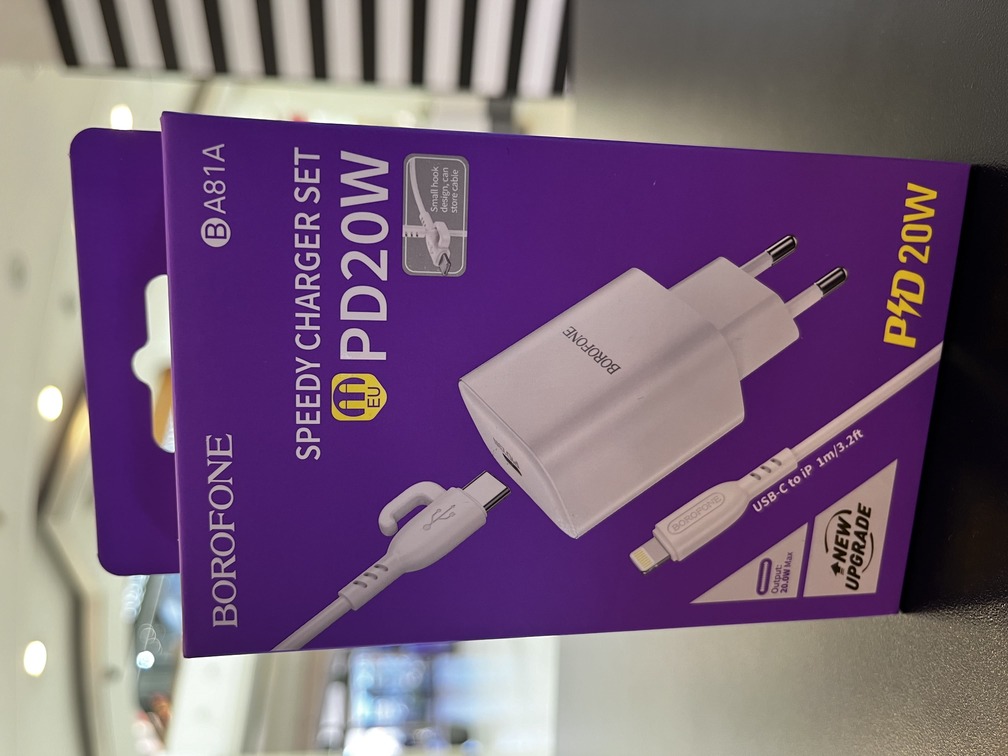 BOROFONE
B A81A
SPEEDY CHARGER SET
EU
PD20W
Small hook
design, can
store cable
BOROFONE
BOROFONE
USB-C to iP 1m/3.2ft
Output:
20.0W Max
NEW
UPGRADE
PD 20W